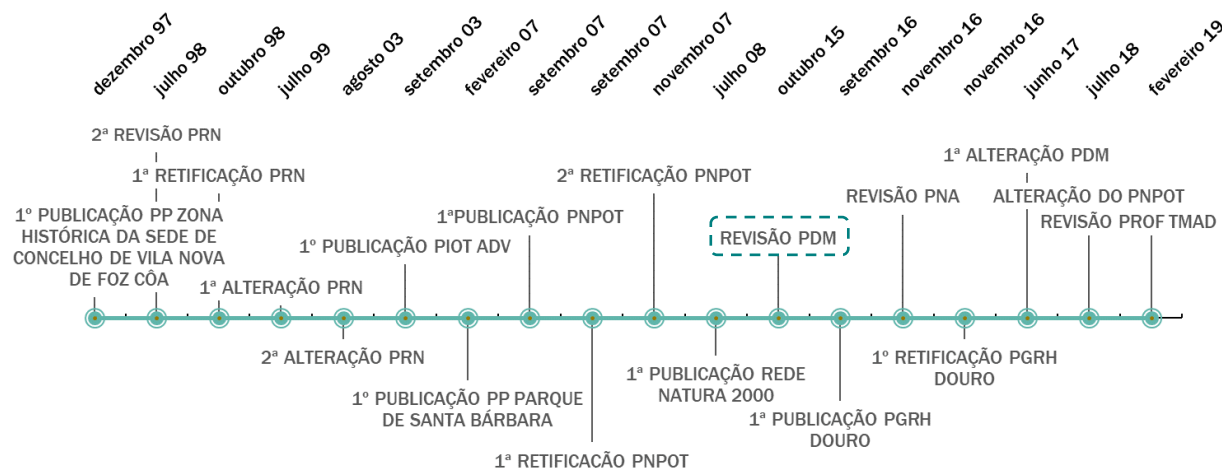 dezembro 97
julho 98
outubro 98
julho 99
agosto 03
setembro 03
fevereiro 07
setembro 07
setembro 07
novembro 07
julho 08
outubro 15
setembro 16
novembro 16
novembro 16
junho 17
julho 18
fevereiro 19
2ª REVISÃO PRN
1ª RETIFICAÇÃO PRN
1º PUBLICAÇÃO PP ZONA
HISTÓRICA DA SEDE DE
CONCELHO DE VILA NOVA
DE FOZ CÔA
1ª ALTERAÇÃO PRN
2ª ALTERAÇÃO PRN
1º PUBLICAÇÃO PIOT ADV
1º PUBLICAÇÃO PP PARQUE
DE SANTA BÁRBARA
1ªPUBLICAÇÃO PNPOT
1ª RETIFICAÇÃO PNPOT
2ª RETIFICAÇÃO PNPOT
1ª PUBLICAÇÃO REDE
NATURA 2000
REVISÃO PDM
1ª PUBLICAÇÃO PGRH
DOURO
REVISÃO PNA
1º RETIFICAÇÃO PGRH
DOURO
1ª ALTERAÇÃO PDM
ALTERAÇÃO DO PNPOT
REVISÃO PROF TMAD